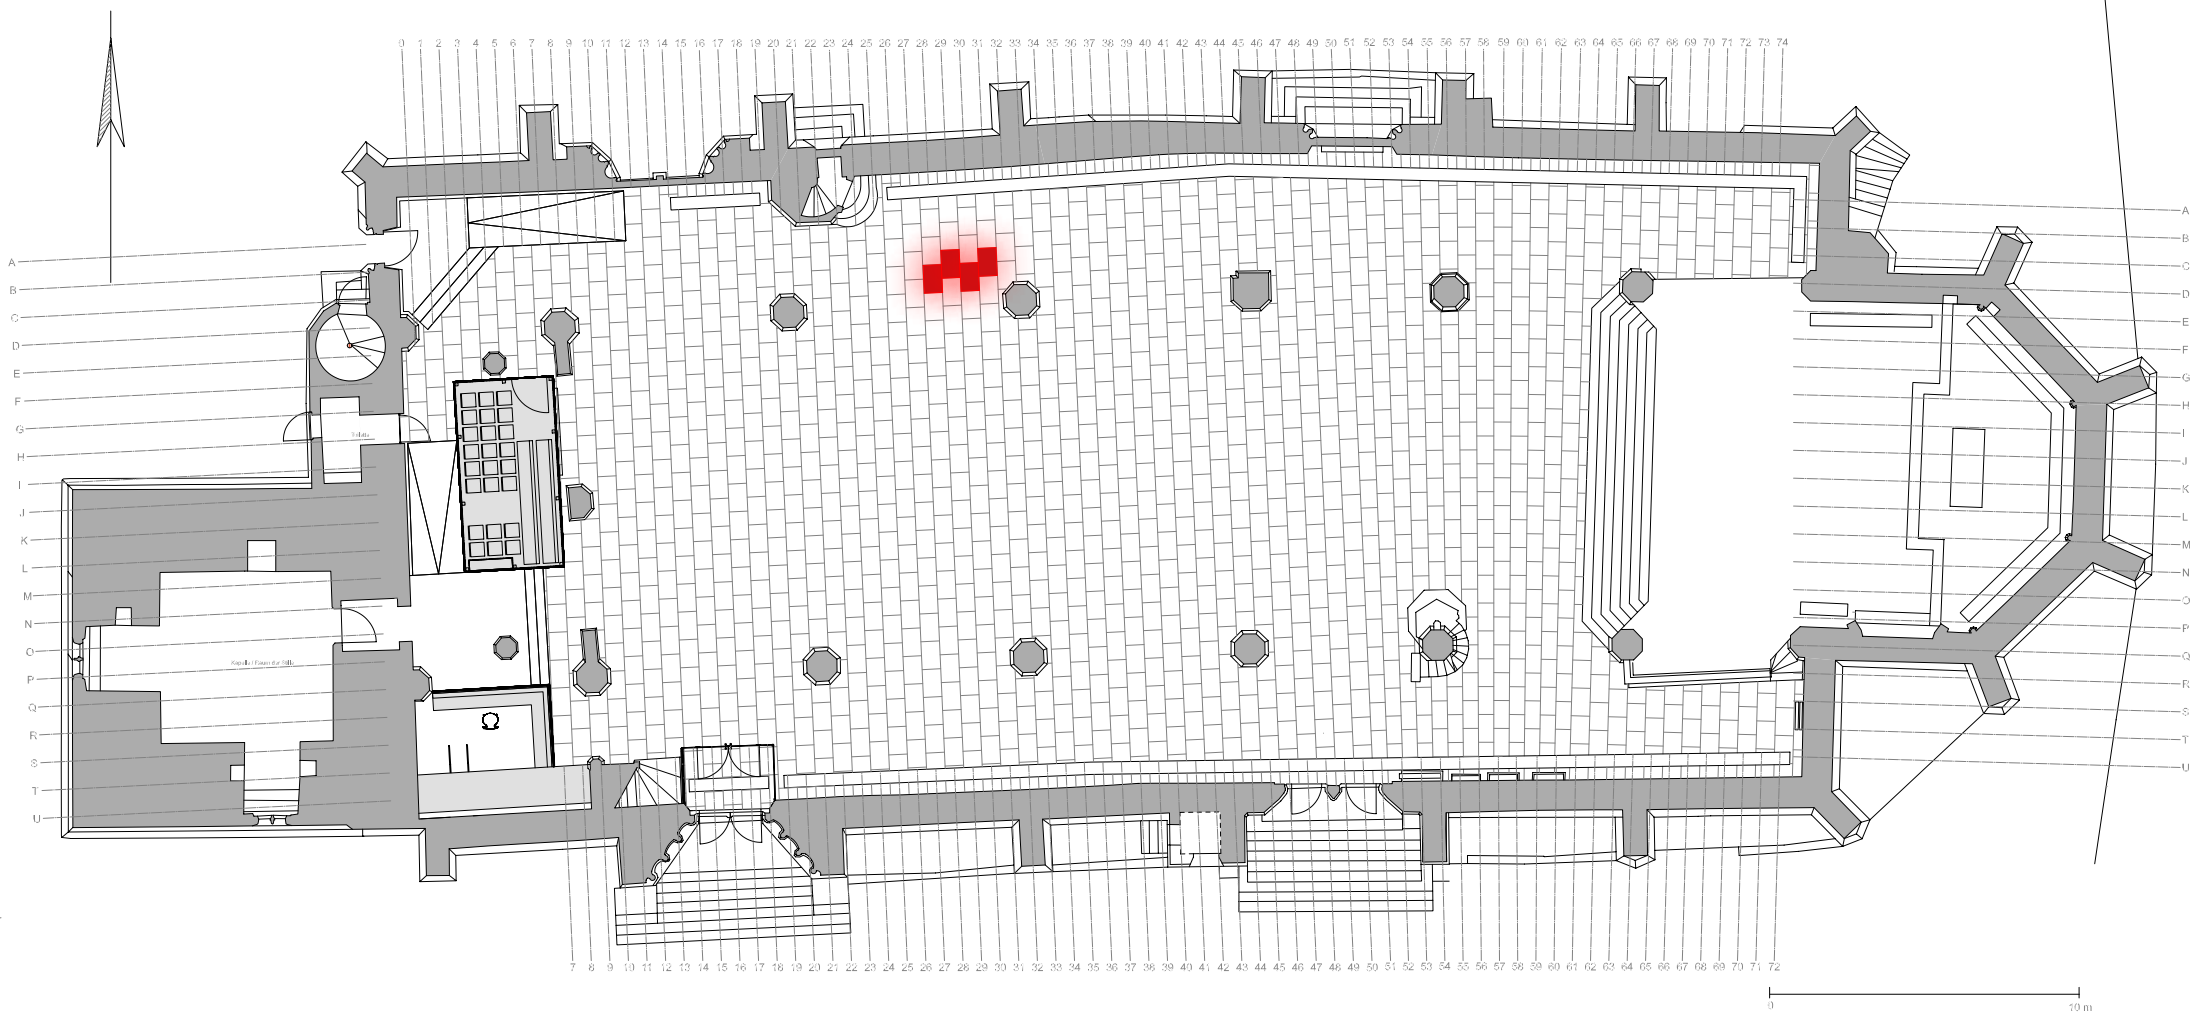 0 1 2 3 4 5 6 7 8 9 10 11 12 13 14 15 16 17 18 19 20 21 22 23 24 25 26 27 28 29 30 31 32 33 34 35 36 37 38 39 40 41 42 43 44 45 46 47 48 49 50 51 52 53 54 55 56 57 58 59 60 61 62 63 64 65 66 67 68 69 70 71 72 73 74
A
B
C
D
E
F
G
H
I
J
K
L
M
N
O
P
Q
R
S
T
U
A
B
C
D
E
F
G
H
I
J
K
L
M
N
O
P
Q
R
S
T
U
7 8 9 10 11 12 13 14 15 16 17 18 19 20 21 22 23 24 25 26 27 28 29 30 31 32 33 34 35 36 37 38 39 40 41 42 43 44 45 46 47 48 49 50 51 52 53 54 55 56 57 58 59 60 61 62 63 64 65 66 67 68 69 70 71 72
0 10 m